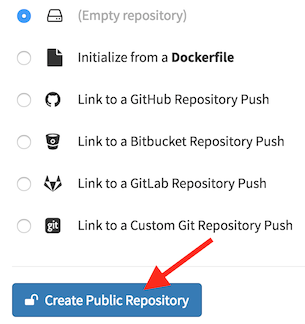 (Empty repository)
Initialize from a Dockerfile
Link to a GitHub Repository Push
Link to a Bitbucket Repository Push
Link to a GitLab Repository Push
git Link to a Custom Git Repository Push
Create Public Repository